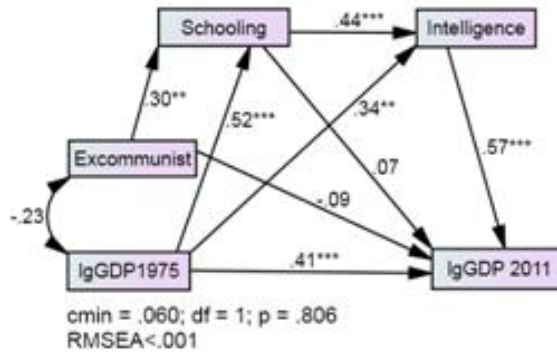 Schooling
.44***
Intelligence
.30**
.52***
.34**
Excommunist
.07
.57***
-.09
-.23
lgGDP1975
.41***
lgGDP 2011
cmin = .060; df = 1; p = .806
RMSEA<.001